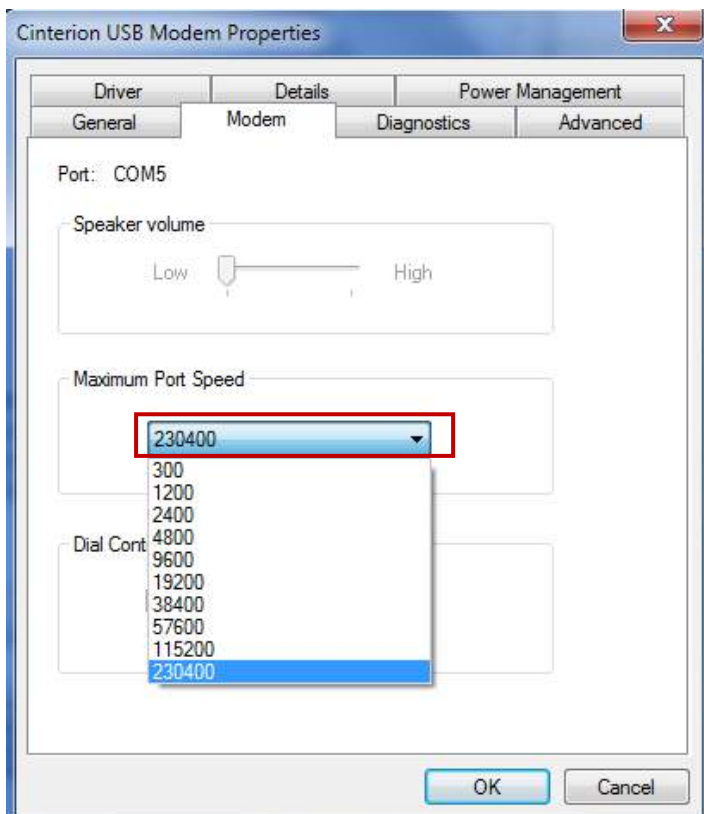 Cinterion USB Modem Properties
Driver Details Power Management
General Modem Diagnostics Advanced
Port: COM5
Speaker volume
Low High
Maximum Port Speed
230400
300
1200
2400
4800
Dial Cont
9600
19200
38400
57600
115200
230400
OK Cancel